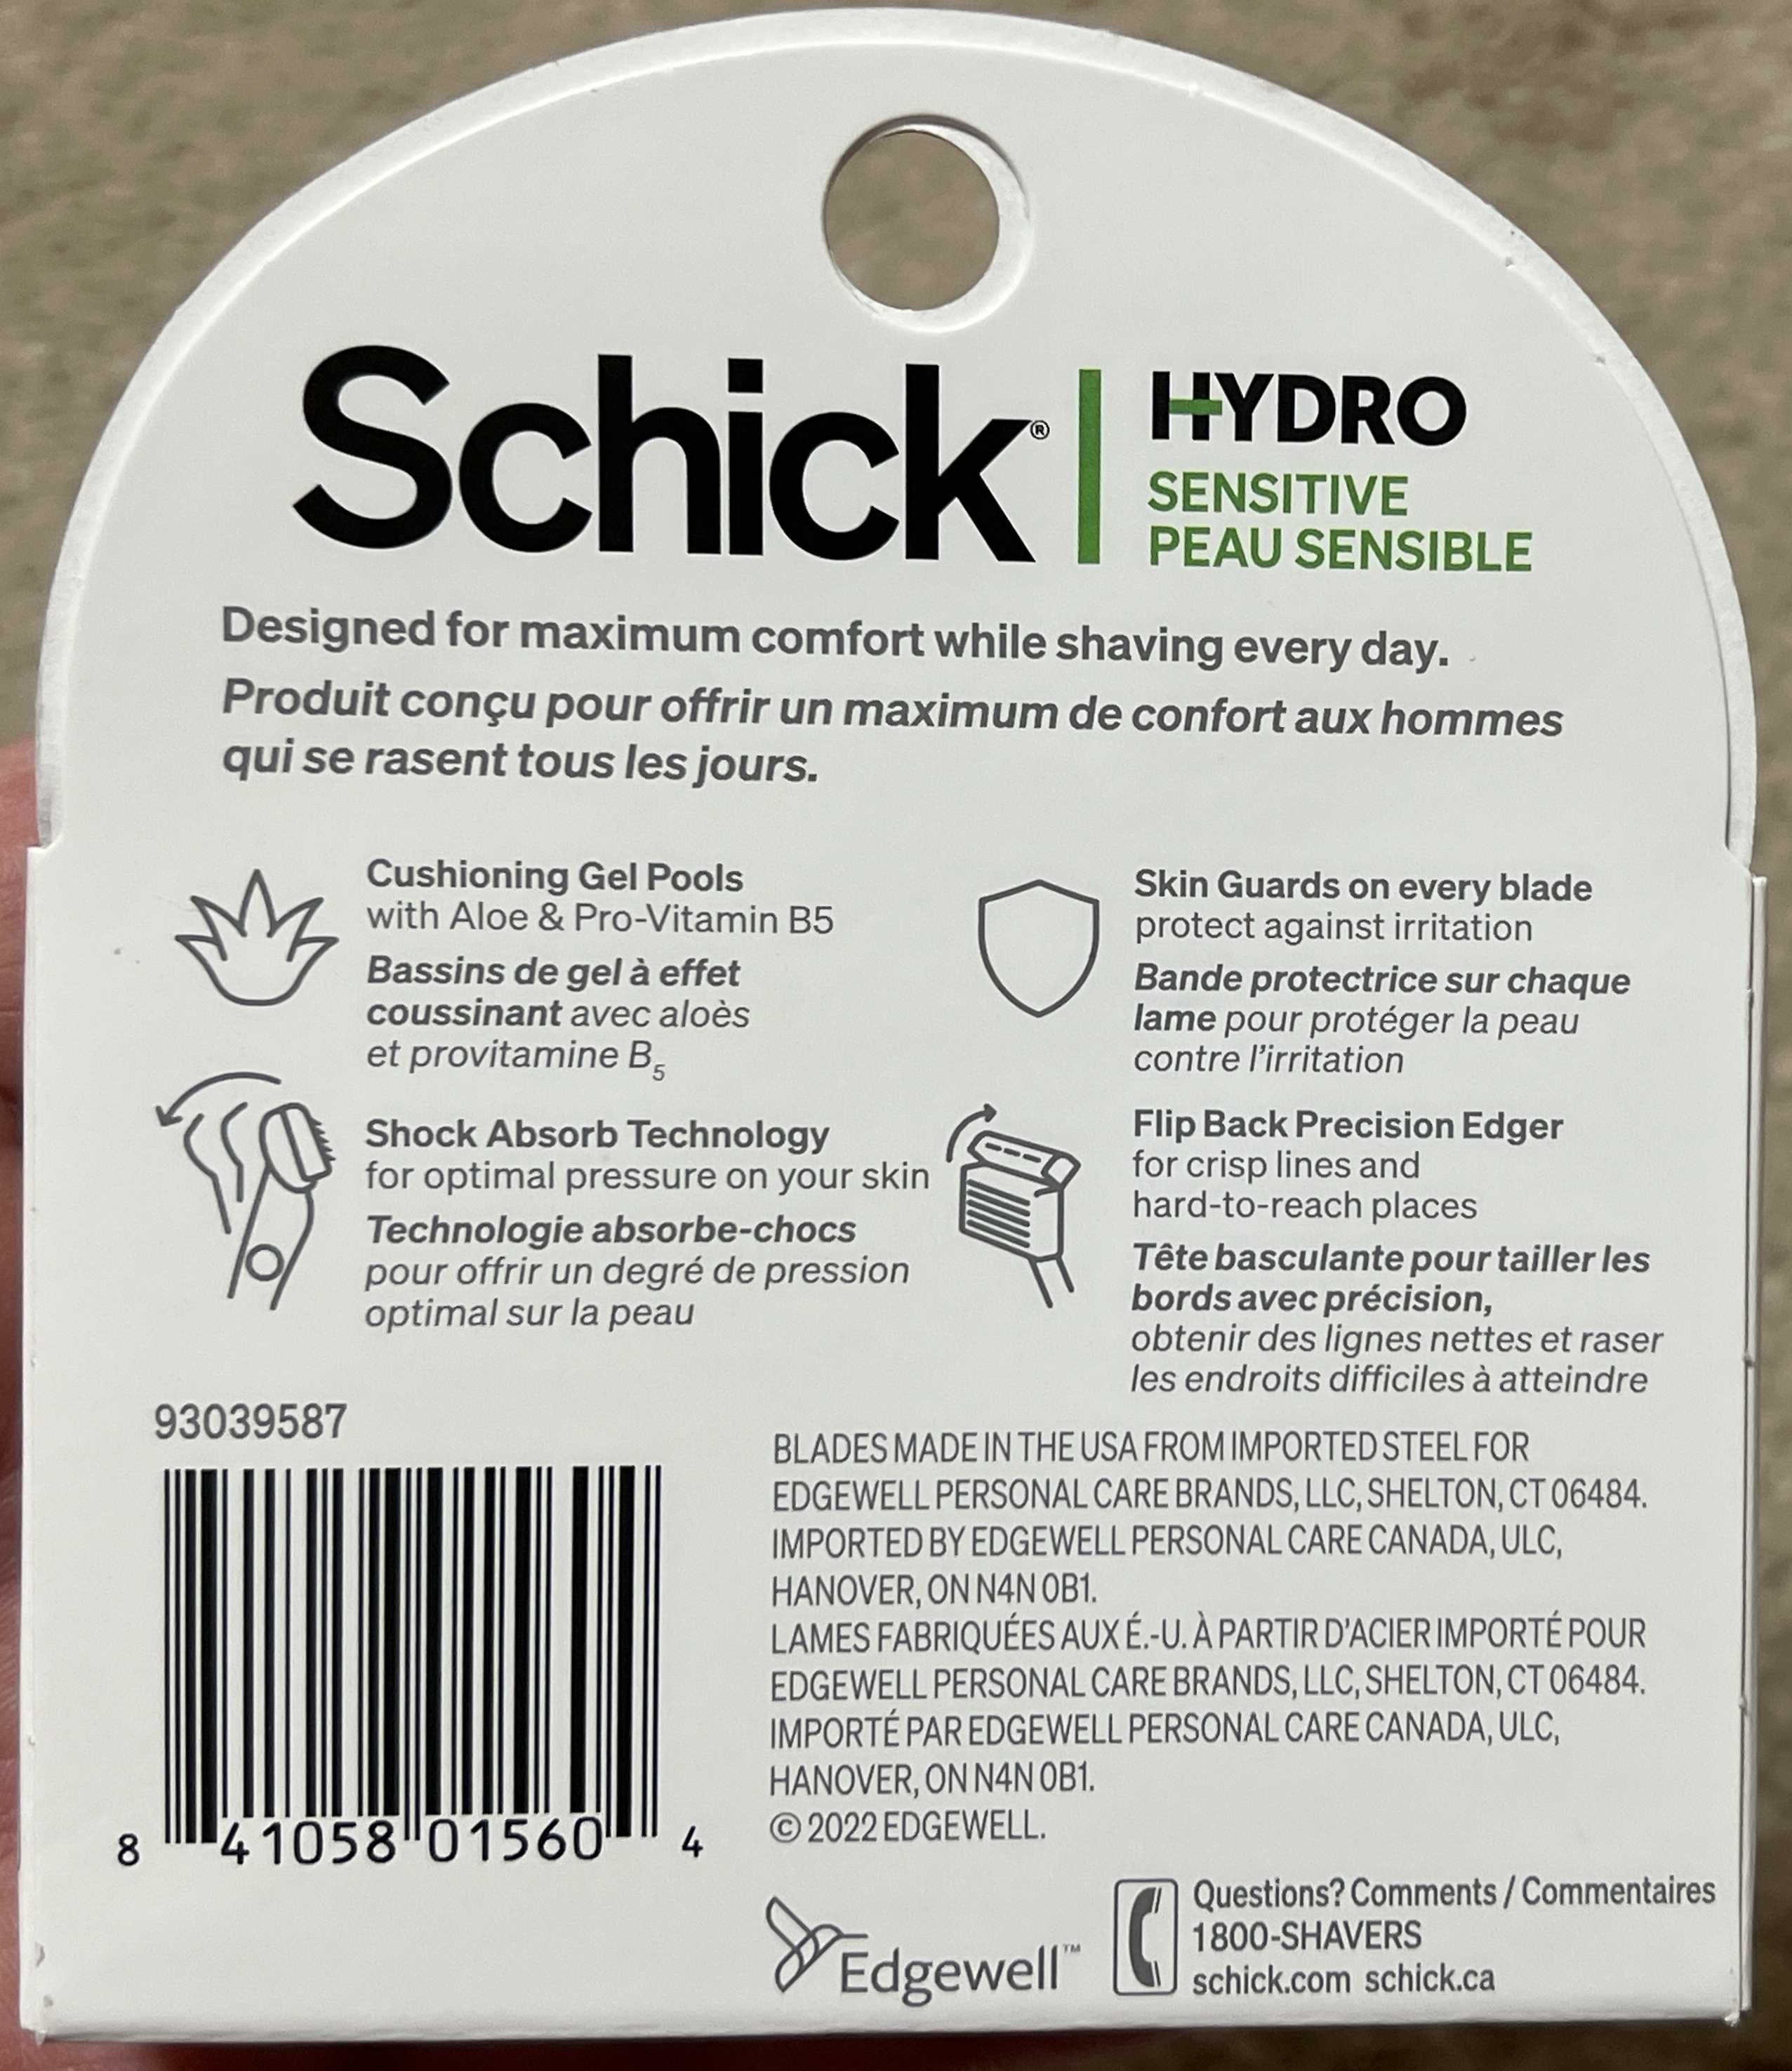 Schick® HYDRO
SENSITIVE
PEAU SENSIBLE
Designed for maximum comfort while shaving every day.
Produit conçu pour offrir un maximum de confort aux hommes
qui se rasent tous les jours.
Cushioning Gel Pools
with Aloe & Pro-Vitamin B5
Bassins de gel à effet
coussinant avec aloès
et provitamine B₅
Skin Guards on every blade
protect against irritation
Bande protectrice sur chaque
lame pour protéger la peau
contre l'irritation
Shock Absorb Technology
for optimal pressure on your skin
Technologie absorbe-chocs
pour offrir un degré de pression
optimal sur la peau
Flip Back Precision Edger
for crisp lines and
hard-to-reach places
Tête basculante pour tailler les
bords avec précision,
obtenir des lignes nettes et raser
les endroits difficiles à atteindre
93039587
8 41058 01560 4
BLADES MADE IN THE USA FROM IMPORTED STEEL FOR
EDGEWELL PERSONAL CARE BRANDS, LLC, SHELTON, CT 06484.
IMPORTED BY EDGEWELL PERSONAL CARE CANADA, ULC,
HANOVER, ON N4N 0B1.
LAMES FABRIQUÉES AUX É.-U. À PARTIR D'ACIER IMPORTÉ POUR
EDGEWELL PERSONAL CARE BRANDS, LLC, SHELTON, CT 06484.
IMPORTÉ PAR EDGEWELL PERSONAL CARE CANADA, ULC,
HANOVER, ON N4N 0B1.
© 2022 EDGEWELL.
Edgewell™
Questions? Comments / Commentaires
1800-SHAVERS
schick.com schick.ca